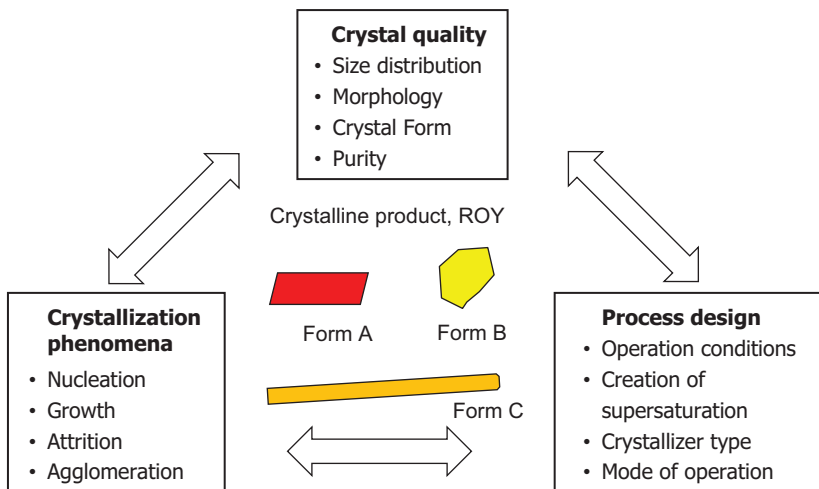 Crystal quality
• Size distribution
• Morphology
• Crystal Form
• Purity
Crystalline product, ROY
Form A
Form B
Form C
Crystallization
phenomena
• Nucleation
• Growth
• Attrition
• Agglomeration
Process design
• Operation conditions
• Creation of
supersaturation
• Crystallizer type
• Mode of operation